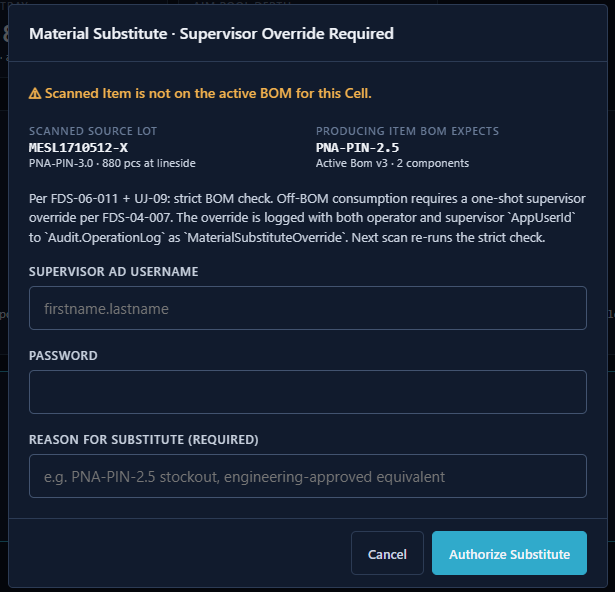 Material Substitute · Supervisor Override Required
⚠ Scanned Item is not on the active BOM for this Cell.
SCANNED SOURCE LOT
MESL1710512-X
PNA-PIN-3.0 · 880 pcs at lineside
PRODUCING ITEM BOM EXPECTS
PNA-PIN-2.5
Active Bom v3 · 2 components
Per FDS-06-011 + UJ-09: strict BOM check. Off-BOM consumption requires a one-shot supervisor
override per FDS-04-007. The override is logged with both operator and supervisor `AppUserId`
to `Audit.OperationLog` as `MaterialSubstituteOverride`. Next scan re-runs the strict check.
SUPERVISOR AD USERNAME
firstname.lastname
PASSWORD
REASON FOR SUBSTITUTE (REQUIRED)
e.g. PNA-PIN-2.5 stockout, engineering-approved equivalent
Cancel
Authorize Substitute